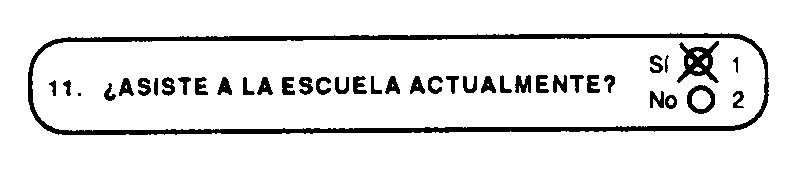 11. ¿ASISTE A LA ESCUELA ACTUALMENTE?
Sí 1
No 2